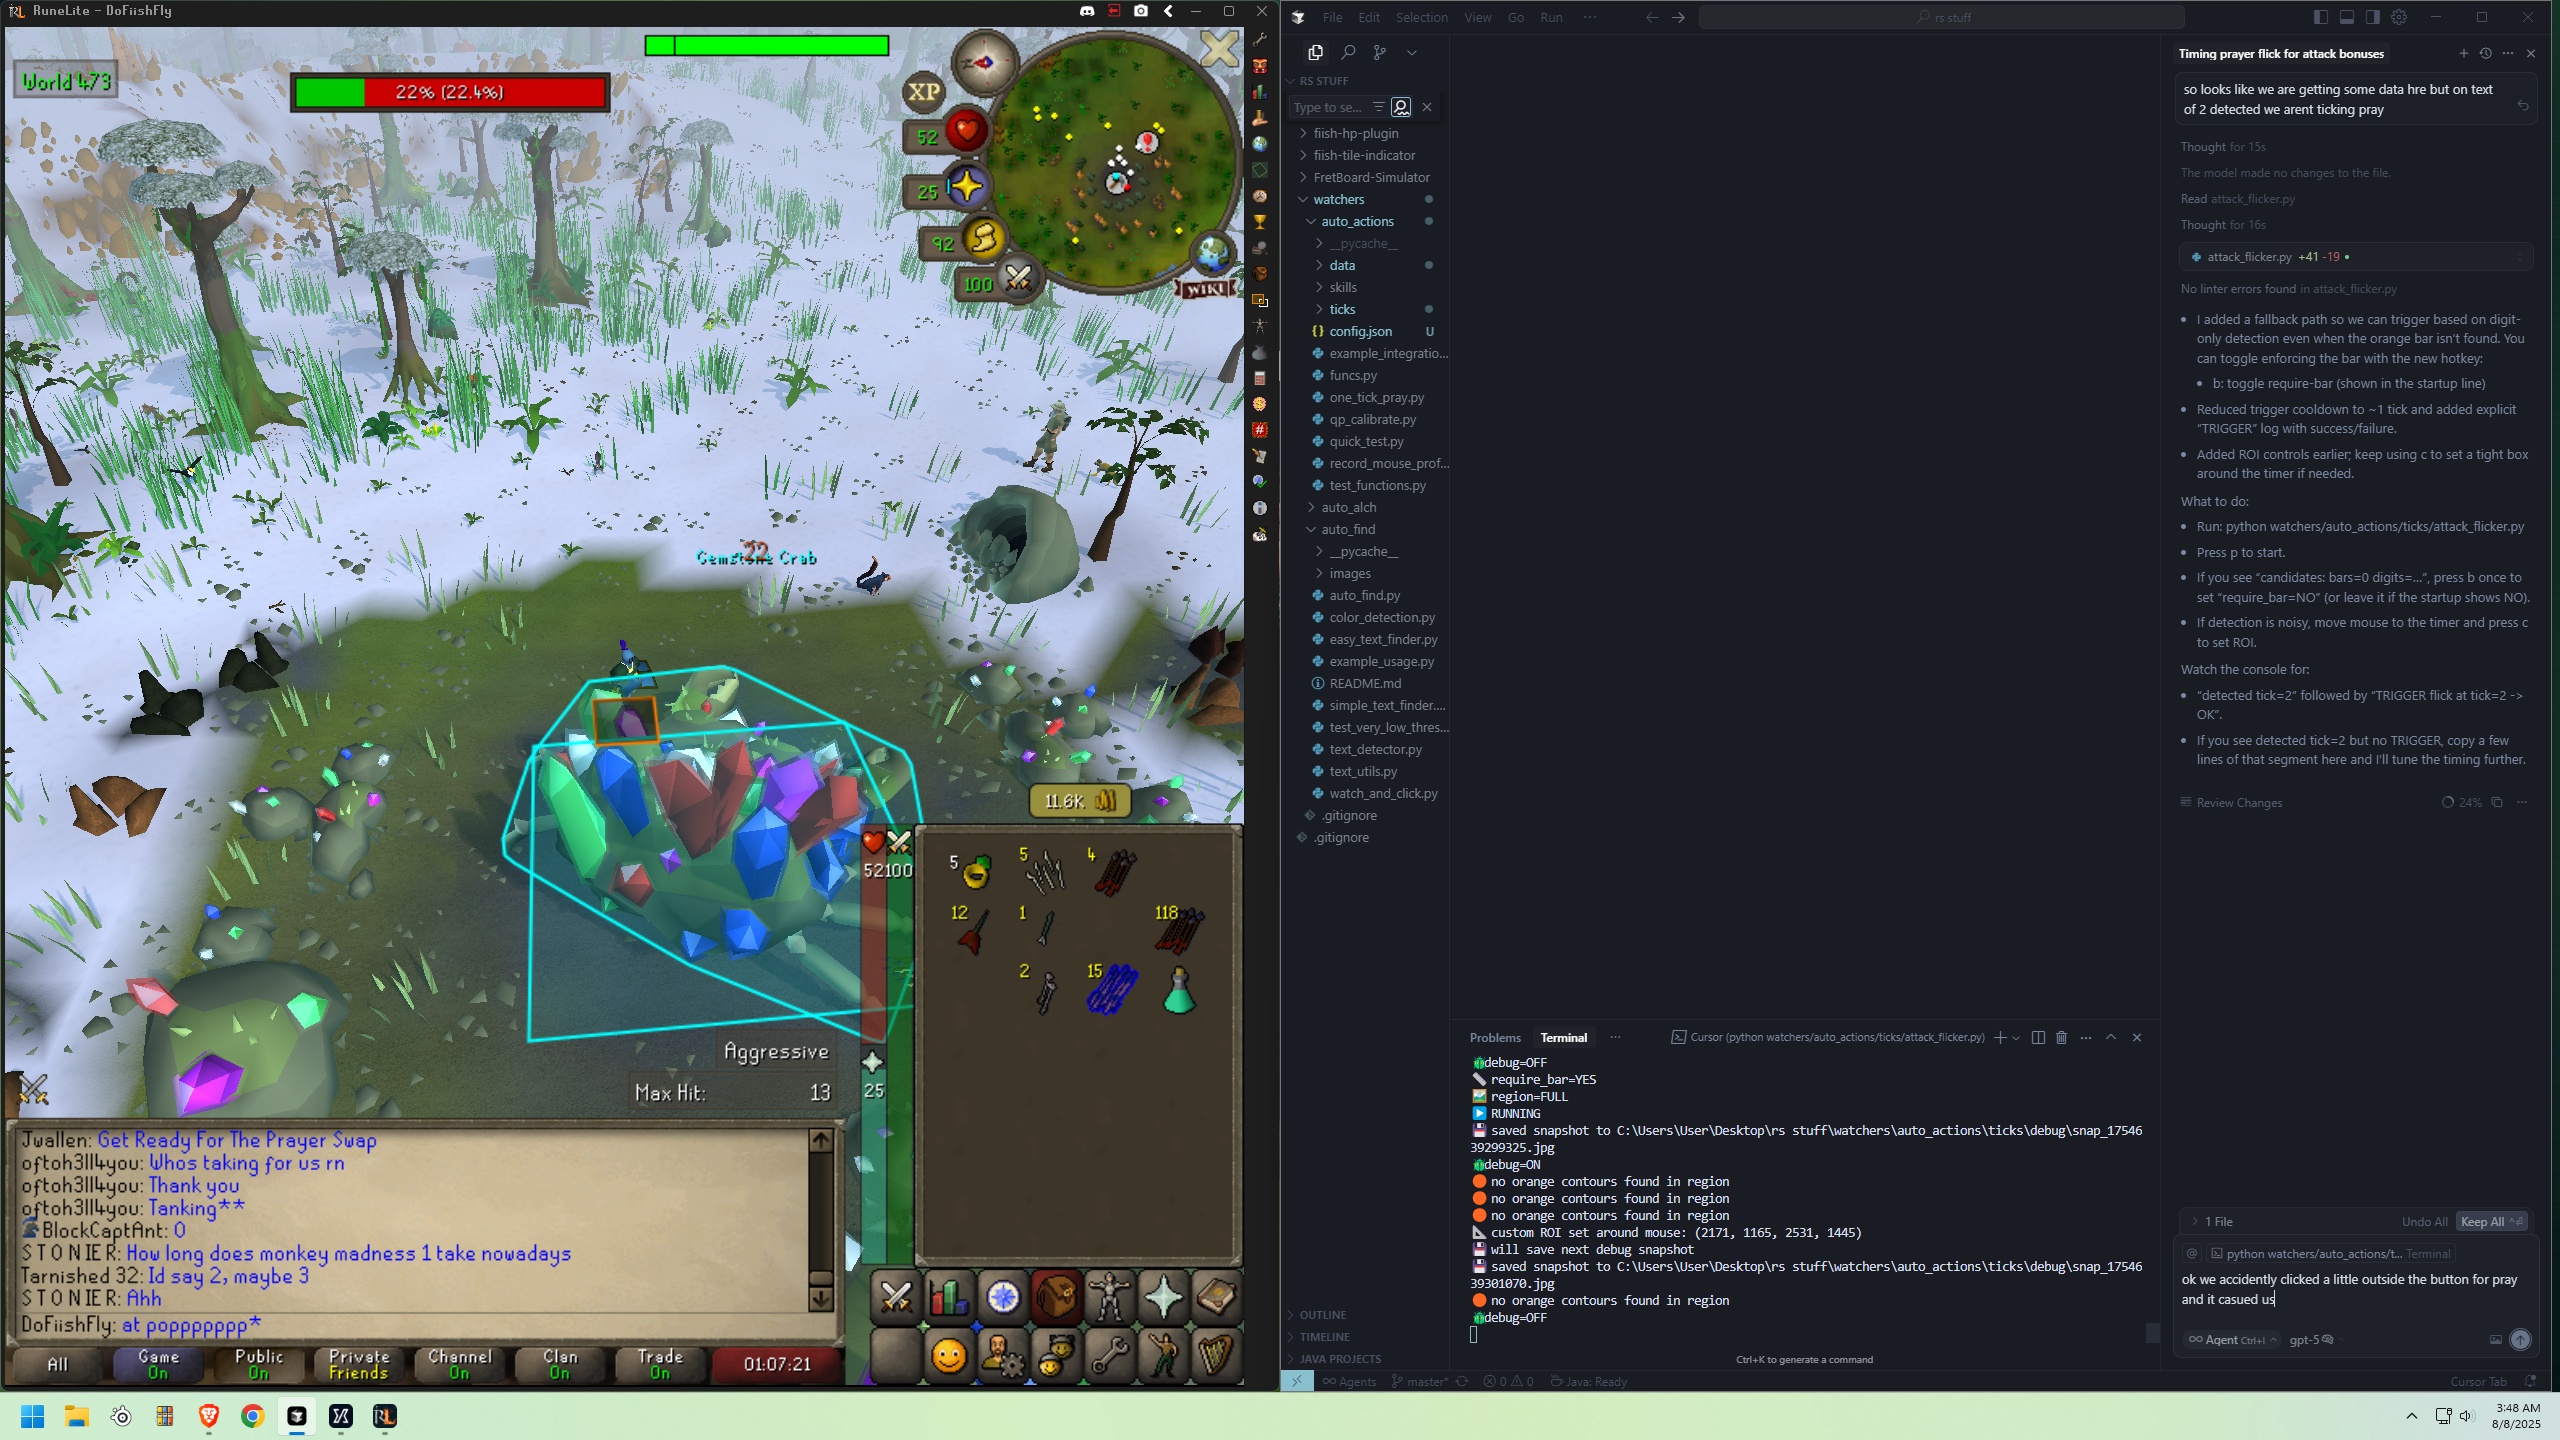 RuneLite - DoFiishFly
World 473
22% (22.4%)
XP
52
25
92
100
WIKI
22
Gemstone Crab
11.6K
52100
25
5
5
4
12
1
118
2
15
Aggressive
Max Hit: 13
Jwallen: Get Ready For The Prayer Swap
oftoh3ll4you: Whos taking for us rn
oftoh3ll4you: Thank you
oftoh3ll4you: Tanking**
BlockCaptAnt: 0
S T O N I E R: How long does monkey madness 1 take nowadays
Tarnished 32: Id say 2, maybe 3
S T O N I E R: Ahh
DoFiishFly: at popppppp*
All
Game On
Public On
Private Friends
Channel On
Clan On
Trade On
01:07:21
File Edit Selection View Go Run ···
rs stuff
RS STUFF
Type to se...
fiish-hp-plugin
fiish-tile-indicator
FretBoard-Simulator
watchers
auto_actions
__pycache__
data
skills
ticks
config.json U
example_integratio...
funcs.py
one_tick_pray.py
qp_calibrate.py
quick_test.py
record_mouse_prof...
test_functions.py
auto_alch
auto_find
__pycache__
images
auto_find.py
color_detection.py
easy_text_finder.py
example_usage.py
README.md
simple_text_finder....
test_very_low_thres...
text_detector.py
text_utils.py
watch_and_click.py
.gitignore
.gitignore
OUTLINE
TIMELINE
JAVA PROJECTS
Problems Terminal ···
Cursor (python watchers/auto_actions/ticks/attack_flicker.py)
debug=OFF
require_bar=YES
region=FULL
RUNNING
saved snapshot to C:\Users\User\Desktop\rs stuff\watchers\auto_actions\ticks\debug\snap_17546
39299325.jpg
debug=ON
no orange contours found in region
no orange contours found in region
no orange contours found in region
custom ROI set around mouse: (2171, 1165, 2531, 1445)
will save next debug snapshot
saved snapshot to C:\Users\User\Desktop\rs stuff\watchers\auto_actions\ticks\debug\snap_17546
39301070.jpg
no orange contours found in region
debug=OFF
Ctrl+K to generate a command
Timing prayer flick for attack bonuses
so looks like we are getting some data hre but on text
of 2 detected we arent ticking pray
Thought for 15s
The model made no changes to the file.
Read attack_flicker.py
Thought for 16s
attack_flicker.py +41 -19
No linter errors found in attack_flicker.py
I added a fallback path so we can trigger based on digit-
only detection even when the orange bar isn't found. You
can toggle enforcing the bar with the new hotkey:
b: toggle require-bar (shown in the startup line)
Reduced trigger cooldown to ~1 tick and added explicit
"TRIGGER" log with success/failure.
Added ROI controls earlier; keep using c to set a tight box
around the timer if needed.
What to do:
Run: python watchers/auto_actions/ticks/attack_flicker.py
Press p to start.
If you see "candidates: bars=0 digits=...", press b once to
set "require_bar=NO" (or leave it if the startup shows NO).
If detection is noisy, move mouse to the timer and press c
to set ROI.
Watch the console for:
"detected tick=2" followed by "TRIGGER flick at tick=2 ->
OK".
If you see detected tick=2 but no TRIGGER, copy a few
lines of that segment here and I'll tune the timing further.
Review Changes
24%
1 File
Undo All
Keep All
@ python watchers/auto_actions/t... Terminal
ok we accidently clicked a little outside the button for pray
and it casued us
Agent Ctrl+I
gpt-5
Agents
master*
0 0
Java: Ready
Cursor Tab
3:48 AM
8/8/2025